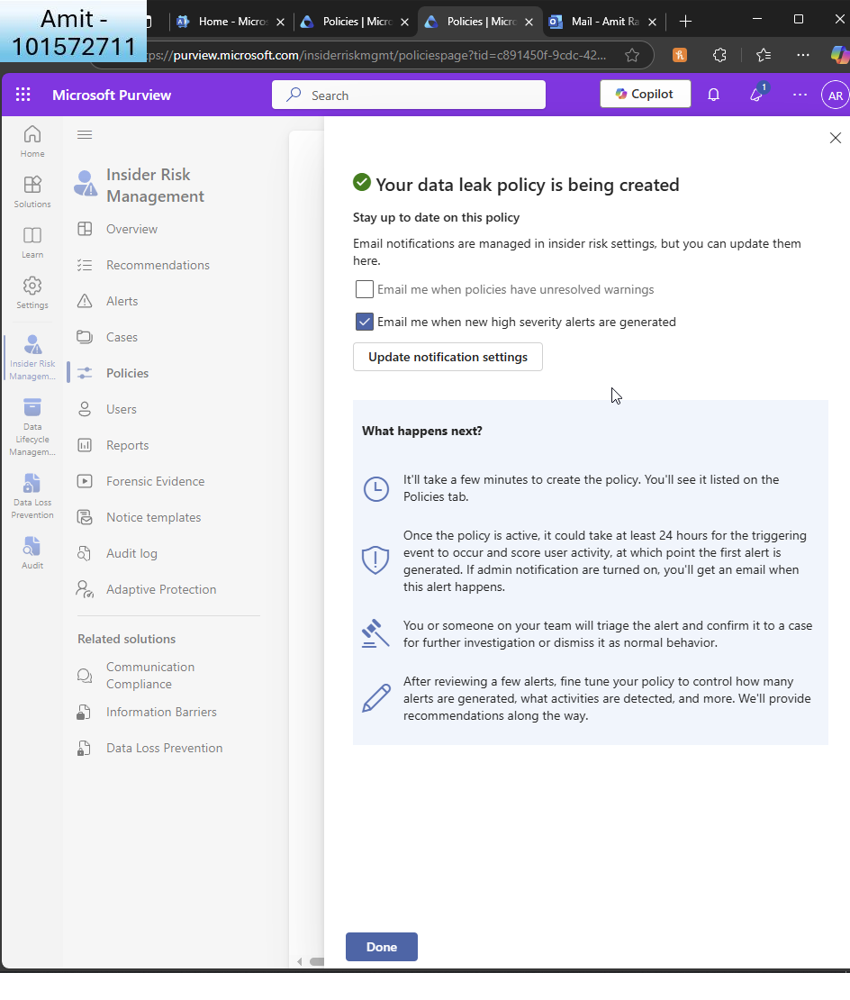 Amit -
101572711
Home - Micros
Policies | Micro
Policies | Micro
Mail - Amit Ra
ps://purview.microsoft.com/insiderriskmgmt/policiespage?tid=c891450f-9cdc-42...
Microsoft Purview
Search
Copilot
1
AR
Home
Solutions
Learn
Settings
Insider Risk
Managem...
Data
Lifecycle
Managem...
Data Loss
Prevention
Audit
Insider Risk
Management
Overview
Recommendations
Alerts
Cases
Policies
Users
Reports
Forensic Evidence
Notice templates
Audit log
Adaptive Protection
Related solutions
Communication
Compliance
Information Barriers
Data Loss Prevention
Your data leak policy is being created
Stay up to date on this policy
Email notifications are managed in insider risk settings, but you can update them
here.
Email me when policies have unresolved warnings
Email me when new high severity alerts are generated
Update notification settings
What happens next?
It'll take a few minutes to create the policy. You'll see it listed on the
Policies tab.
Once the policy is active, it could take at least 24 hours for the triggering
event to occur and score user activity, at which point the first alert is
generated. If admin notification are turned on, you'll get an email when
this alert happens.
You or someone on your team will triage the alert and confirm it to a case
for further investigation or dismiss it as normal behavior.
After reviewing a few alerts, fine tune your policy to control how many
alerts are generated, what activities are detected, and more. We'll provide
recommendations along the way.
Done